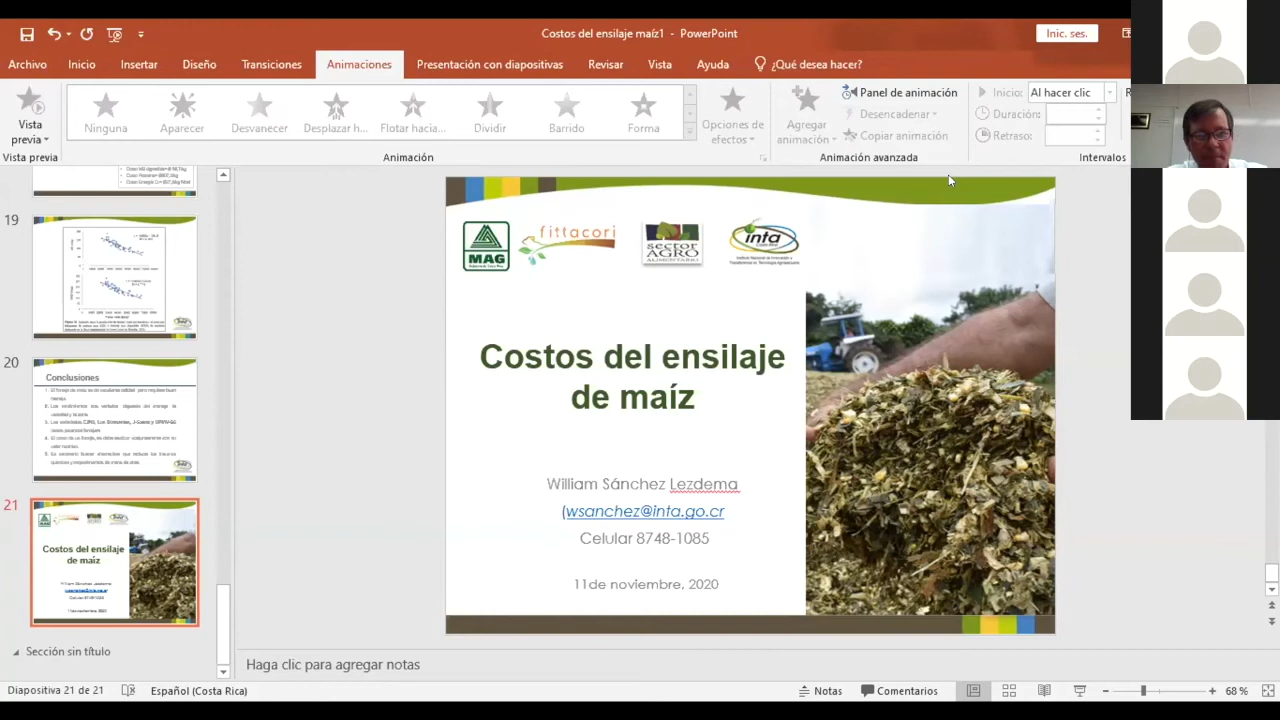 Costos del ensilaje maíz1 - PowerPoint
Inic. ses.
Archivo Inicio Insertar Diseño Transiciones Animaciones Presentación con diapositivas Revisar Vista Ayuda ¿Qué desea hacer?
Vista previa
Ninguna Aparecer Desvanecer Desplazar h... Flotar hacia... Dividir Barrido Forma
Opciones de efectos
Agregar animación
Panel de animación
Desencadenar
Copiar animación
Inicio: Al hacer clic
Duración:
Retraso:
Vista previa Animación Animación avanzada Intervalos
19
20
Conclusiones
21
Costos del ensilaje
de maíz
Sección sin título
MAG
fittacori
sector
AGRO
ALIMENTARIO
inta
Costos del ensilaje
de maíz
William Sánchez Lezdema
(wsanchez@inta.go.cr
Celular 8748-1085
11de noviembre, 2020
Haga clic para agregar notas
Diapositiva 21 de 21 Español (Costa Rica) Notas Comentarios 68 %